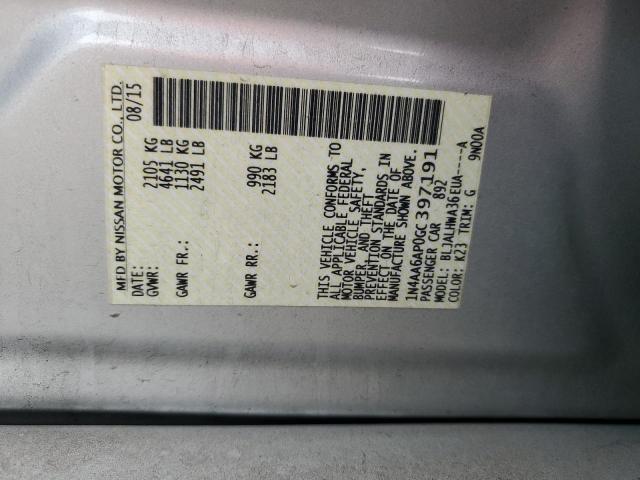 MFD BY NISSAN MOTOR CO., LTD.
DATE: 08/15
GVWR: 2105 KG
4641 LB
GAWR FR.: 1130 KG
2491 LB
GAWR RR.: 990 KG
2183 LB
THIS VEHICLE CONFORMS TO
ALL APPLICABLE FEDERAL
MOTOR VEHICLE SAFETY,
BUMPER, AND THEFT
PREVENTION STANDARDS IN
EFFECT ON THE DATE OF
MANUFACTURE SHOWN ABOVE.
1N4AA6AP0GC397191
PASSENGER CAR 892
MODEL: BLJALHWA36EUA----A
COLOR: K23 TRIM: G 9N00A